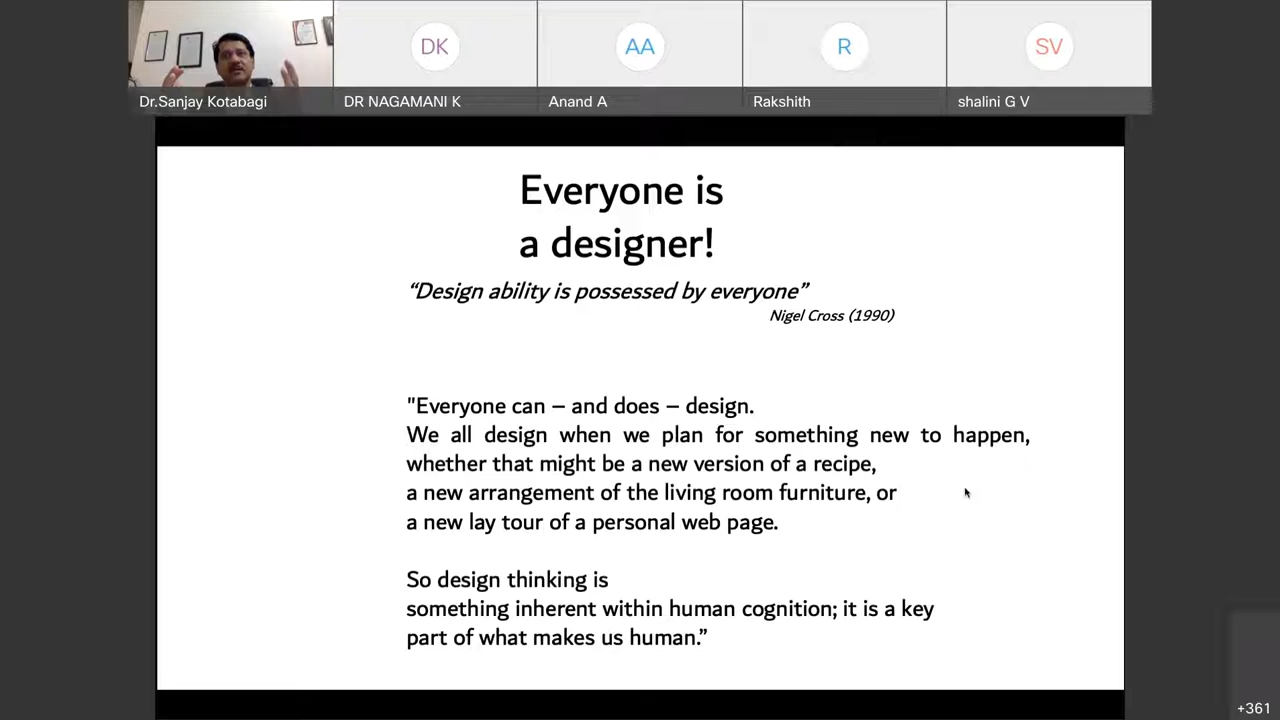 DK
AA
R
SV
Dr.Sanjay Kotabagi
DR NAGAMANI K
Anand A
Rakshith
shalini G V
Everyone is
a designer!
“Design ability is possessed by everyone”
Nigel Cross (1990)
"Everyone can – and does – design.
We all design when we plan for something new to happen,
whether that might be a new version of a recipe,
a new arrangement of the living room furniture, or
a new lay tour of a personal web page.
So design thinking is
something inherent within human cognition; it is a key
part of what makes us human.”
+361